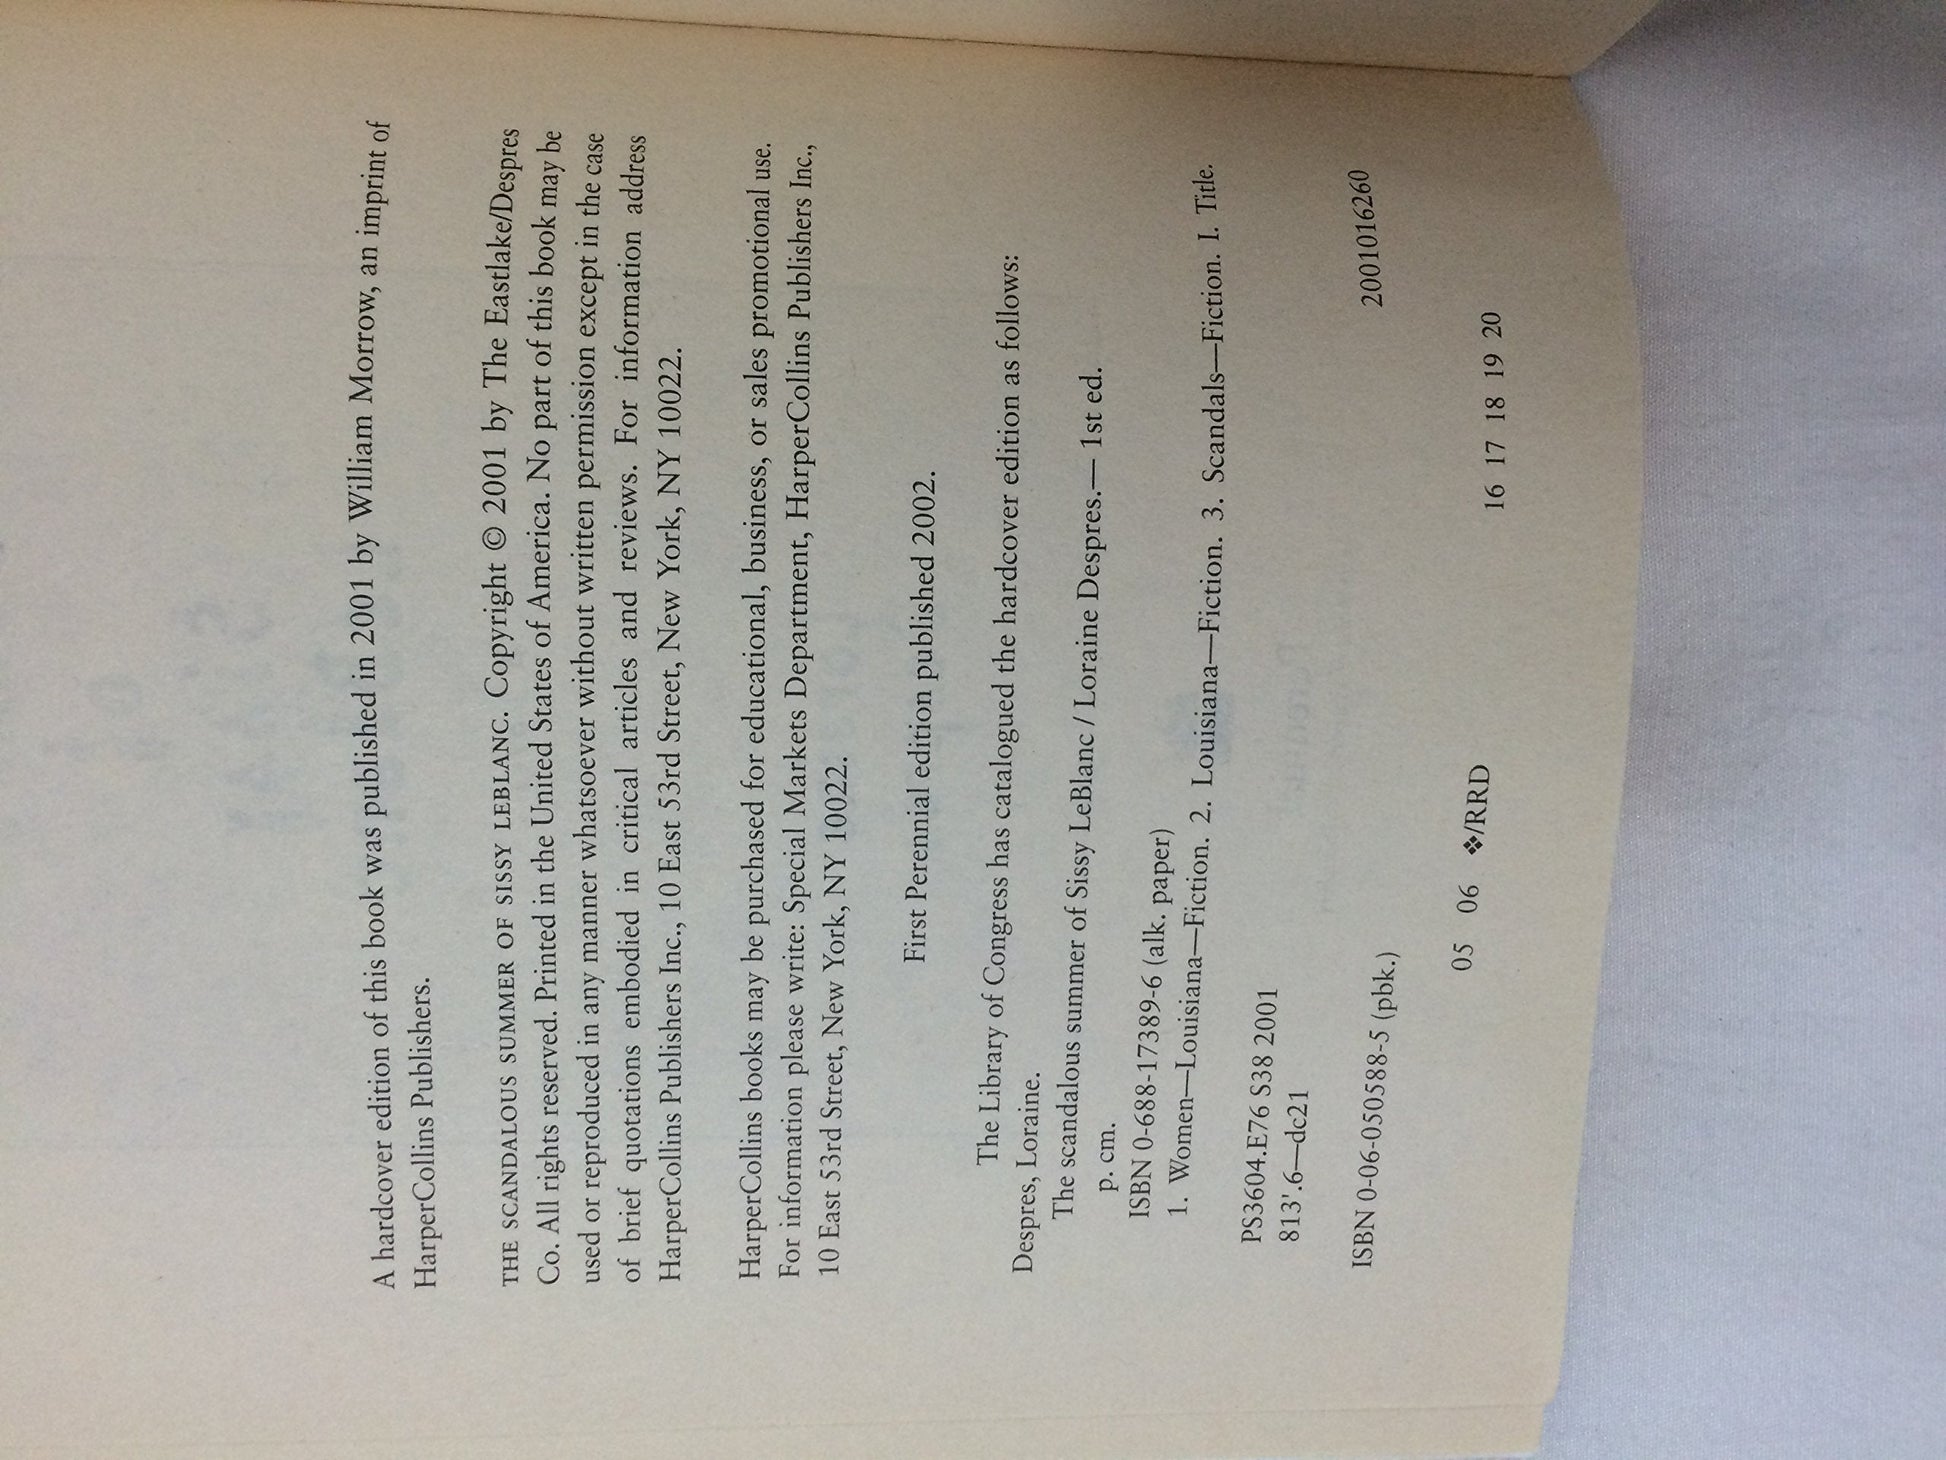 A hardcover edition of this book was published in 2001 by William Morrow, an imprint of
HarperCollins Publishers.
THE SCANDALOUS SUMMER OF SISSY LEBLANC. Copyright © 2001 by The Eastlake/Despres
Co. All rights reserved. Printed in the United States of America. No part of this book may be
used or reproduced in any manner whatsoever without written permission except in the case
of brief quotations embodied in critical articles and reviews. For information address
HarperCollins Publishers Inc., 10 East 53rd Street, New York, NY 10022.
HarperCollins books may be purchased for educational, business, or sales promotional use.
For information please write: Special Markets Department, HarperCollins Publishers Inc.,
10 East 53rd Street, New York, NY 10022.
First Perennial edition published 2002.
The Library of Congress has catalogued the hardcover edition as follows:
Despres, Loraine.
The scandalous summer of Sissy LeBlanc / Loraine Despres.— 1st ed.
p. cm.
ISBN 0-688-17389-6 (alk. paper)
1. Women—Louisiana—Fiction. 2. Louisiana—Fiction. 3. Scandals—Fiction. I. Title.
PS3604.E76 S38 2001
813'.6—dc21
2001016260
ISBN 0-06-050588-5 (pbk.)
05 06 ❖/RRD 16 17 18 19 20